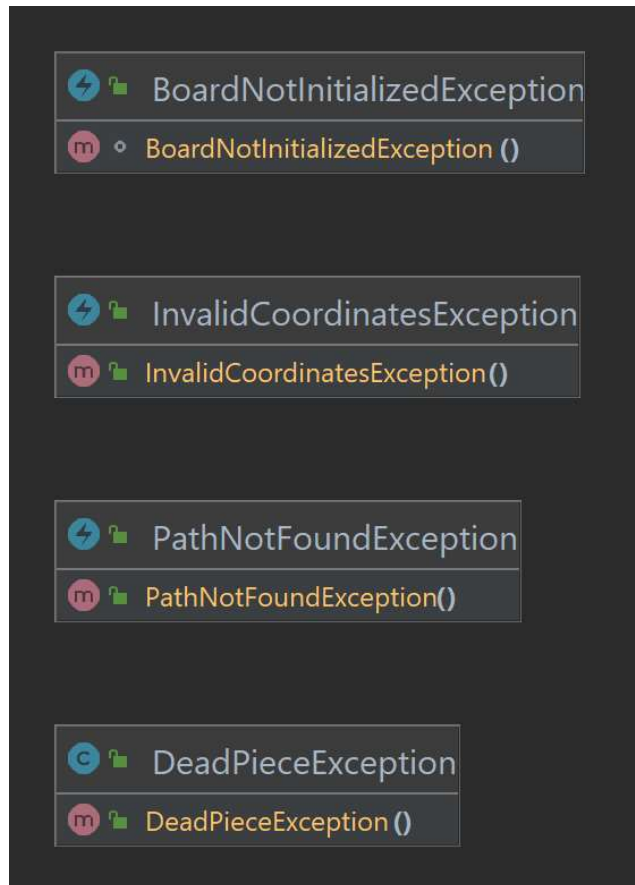 BoardNotInitializedException
m BoardNotInitializedException ()
InvalidCoordinatesException
m InvalidCoordinatesException()
PathNotFoundException
m PathNotFoundException()
C DeadPieceException
m DeadPieceException ()